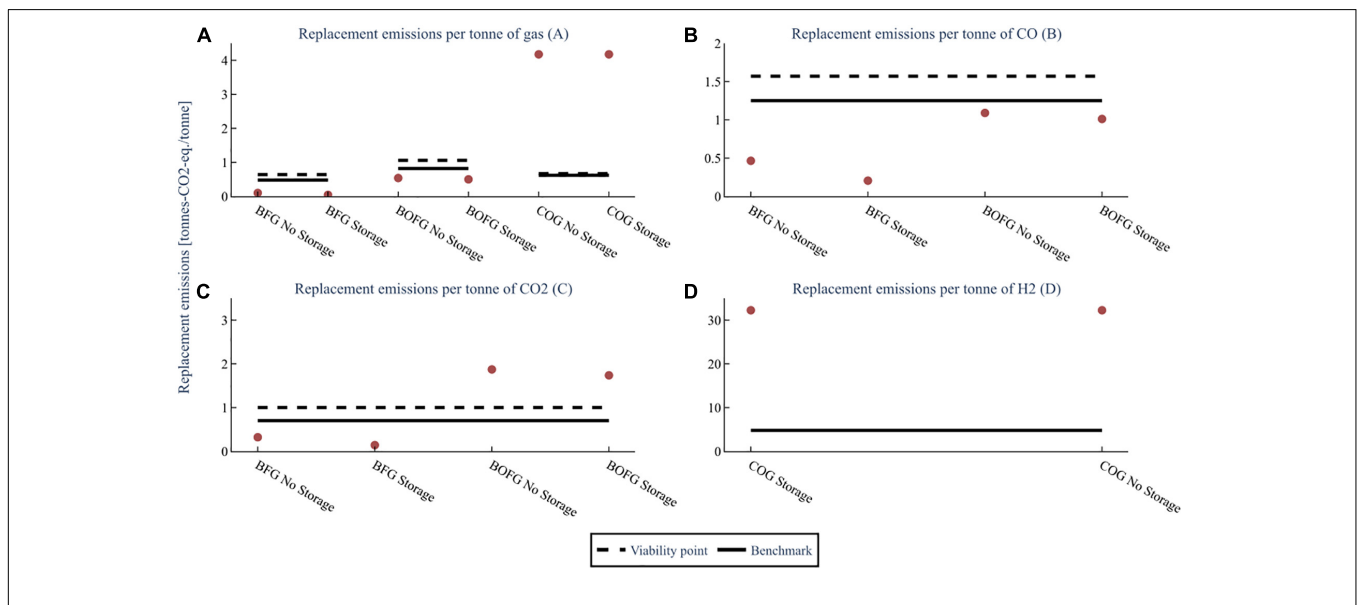 A
Replacement emissions per tonne of gas (A)
4
3
2
1
0
BFG No Storage
BFG Storage
BOFG No Storage
BOFG Storage
COG No Storage
COG Storage
B
Replacement emissions per tonne of CO (B)
2
1.5
1
0.5
0
BFG No Storage
BFG Storage
BOFG No Storage
BOFG Storage
Replacement emissions [tonnes-CO2-eq./tonne]
C
Replacement emissions per tonne of CO2 (C)
3
2
1
0
BFG No Storage
BFG Storage
BOFG No Storage
BOFG Storage
D
Replacement emissions per tonne of H2 (D)
30
20
10
0
COG Storage
COG No Storage
Viability point
Benchmark